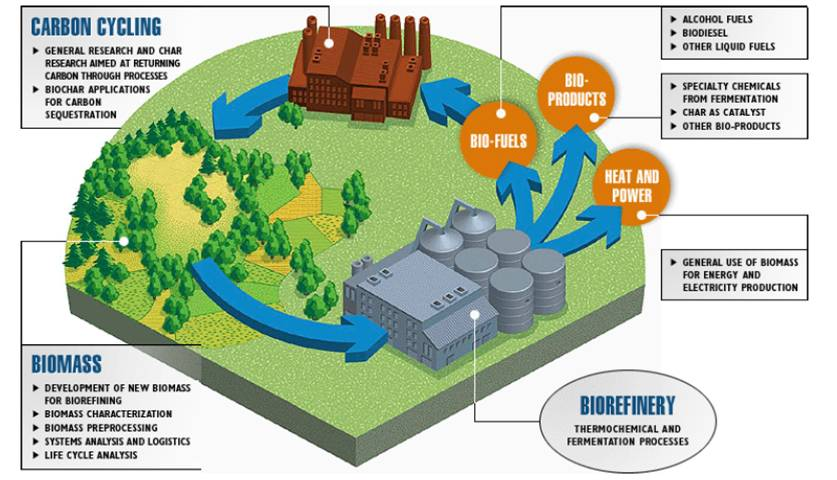 CARBON CYCLING
▶ GENERAL RESEARCH AND CHAR
RESEARCH AIMED AT RETURNING
CARBON THROUGH PROCESSES
▶ BIOCHAR APPLICATIONS
FOR CARBON
SEQUESTRATION
▶ ALCOHOL FUELS
▶ BIODIESEL
▶ OTHER LIQUID FUELS
BIO-
PRODUCTS
▶ SPECIALTY CHEMICALS
FROM FERMENTATION
▶ CHAR AS CATALYST
▶ OTHER BIO-PRODUCTS
BIO-FUELS
HEAT AND
POWER
▶ GENERAL USE OF BIOMASS
FOR ENERGY AND
ELECTRICITY PRODUCTION
BIOMASS
▶ DEVELOPMENT OF NEW BIOMASS
FOR BIOREFINING
▶ BIOMASS CHARACTERIZATION
▶ BIOMASS PREPROCESSING
▶ SYSTEMS ANALYSIS AND LOGISTICS
▶ LIFE CYCLE ANALYSIS
BIOREFINERY
THERMOCHEMICAL AND
FERMENTATION PROCESSES